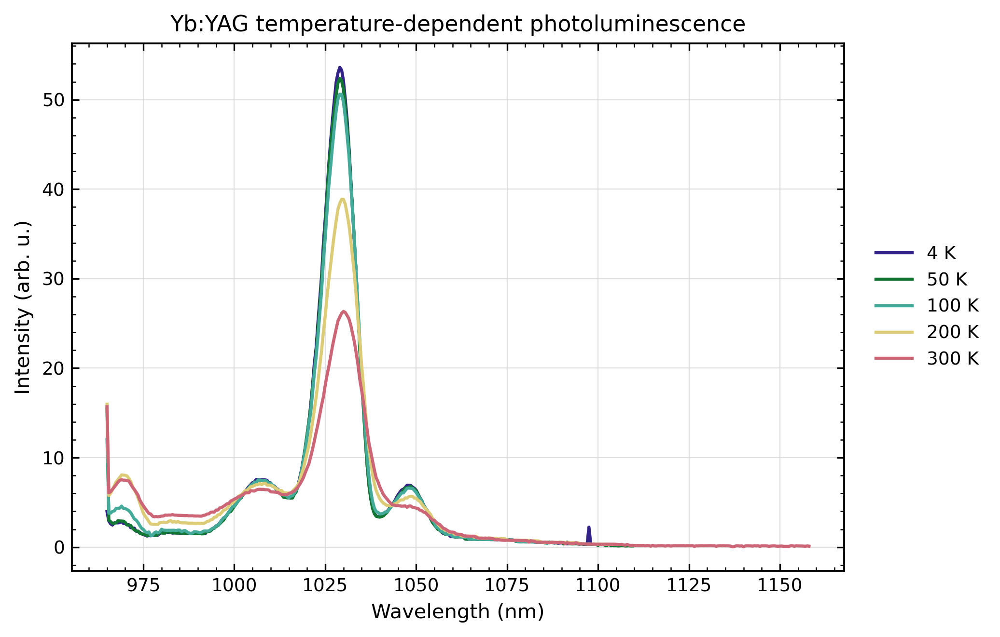 Yb:YAG temperature-dependent photoluminescence
Intensity (arb. u.)
50
40
30
20
10
0
975 1000 1025 1050 1075 1100 1125 1150
Wavelength (nm)
4 K
50 K
100 K
200 K
300 K